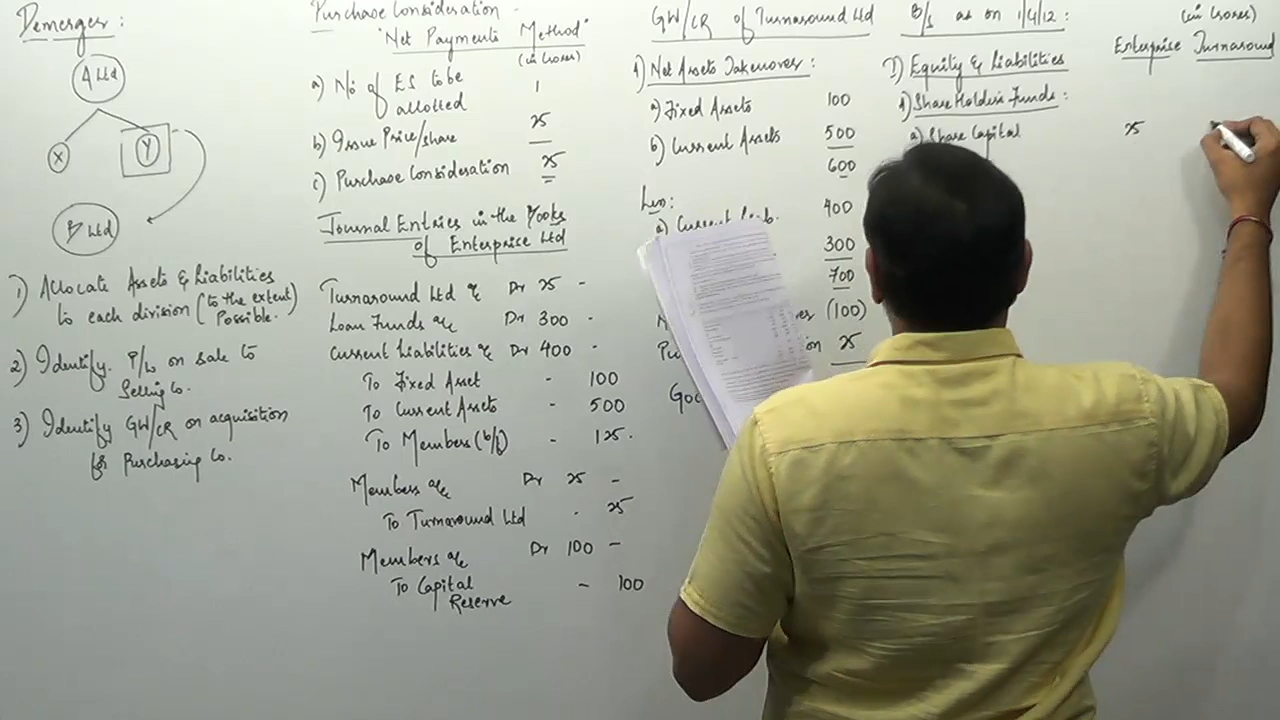 Demerger:
A Ltd
X
Y
B Ltd
1) Allocate Assets & Liabilities
to each division (to the extent
Possible.)
2) Identify P/L on sale to
Selling Co.
3) Identify GW/CR on acquisition
for Purchasing Co.
Purchase Consideration -
"Net Payments Method"
(in Crores)
a) No. of ES to be
allotted 1
b) Issue Price/share 25
c) Purchase Consideration 25
Journal Entries in the Books
of Enterprise Ltd
Turnaround Ltd a/c Dr 25 -
Loan Funds a/c Dr 300 -
Current Liabilities a/c Dr 400 -
To Fixed Asset - 100
To Current Assets - 500
To Members (b/f) - 125.
Members a/c Dr 25 -
To Turnaround Ltd - 25
Members a/c Dr 100 -
To Capital - 100
Reserve
GW/CR of Turnaround Ltd
1) Net Assets Takenover:
a) Fixed Assets 100
b) Current Assets 500
600
Less:
a) Current 400
300
700
(100)
25
B/S as on 1/4/12:
(in Crores)
Enterprise Turnaround
I) Equity & Liabilities
1) ShareHolders Funds:
a) Share Capital 25